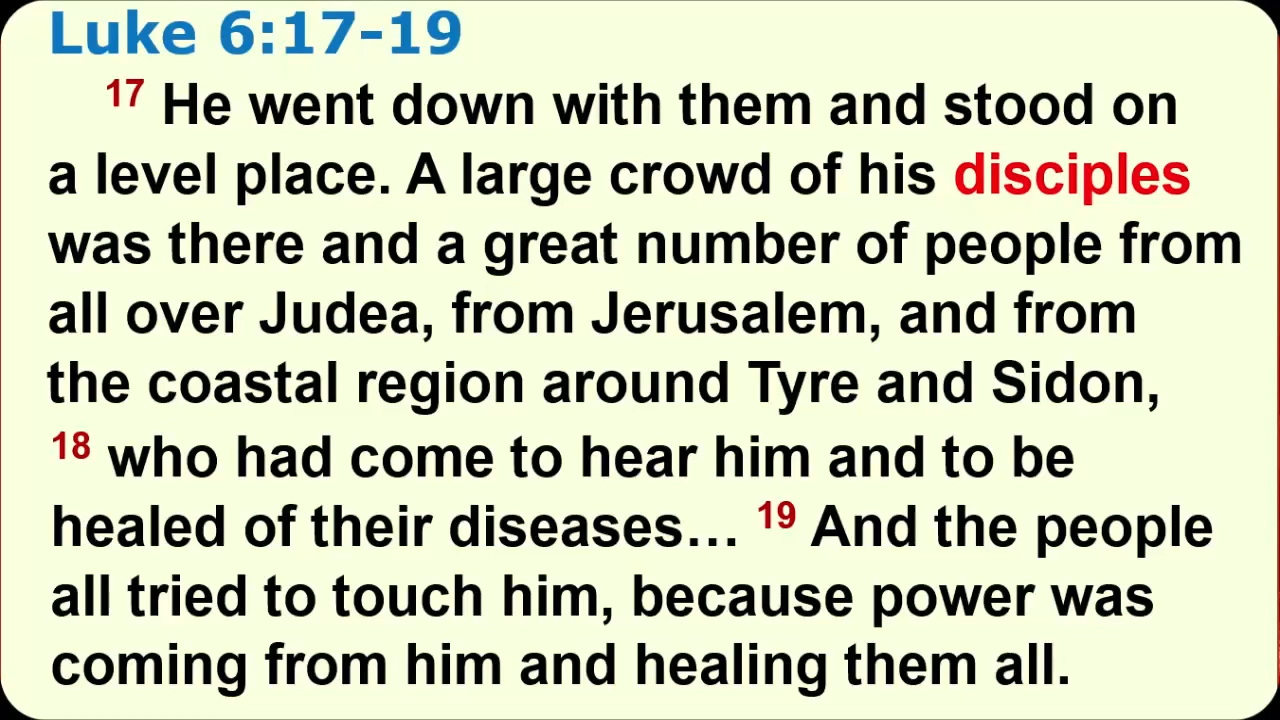 Luke 6:17-19
17 He went down with them and stood on
a level place. A large crowd of his disciples
was there and a great number of people from
all over Judea, from Jerusalem, and from
the coastal region around Tyre and Sidon,
18 who had come to hear him and to be
healed of their diseases… 19 And the people
all tried to touch him, because power was
coming from him and healing them all.